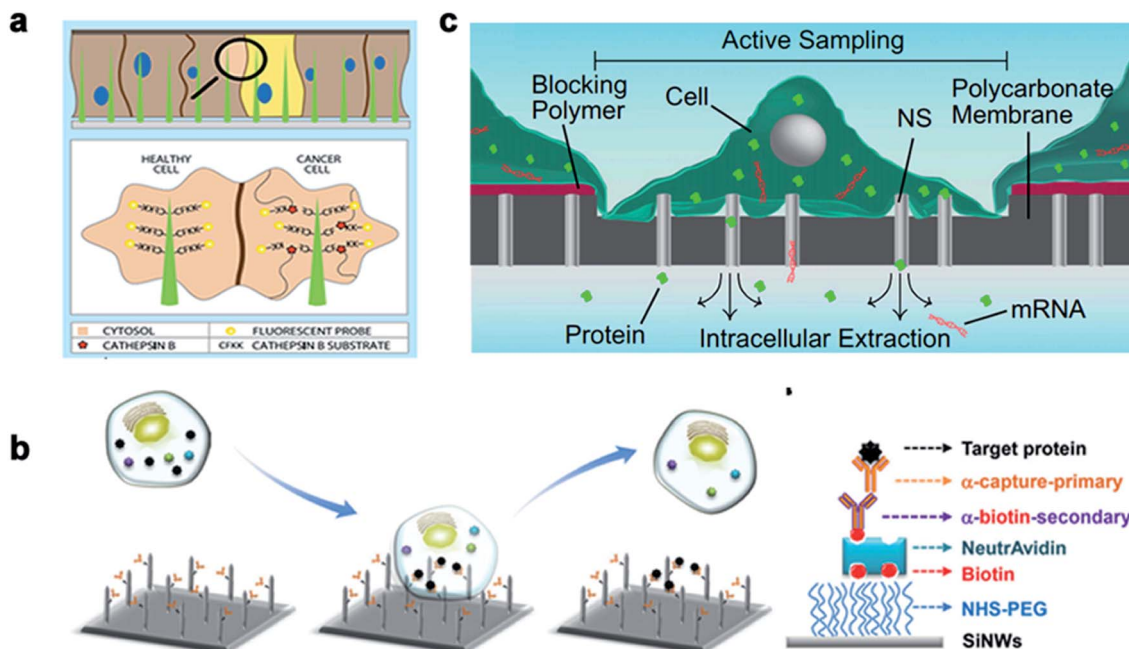 a
HEALTHY
CELL
CANCER
CELL
CYTOSOL
FLUORESCENT PROBE
CATHEPSIN B
CFKK CATHEPSIN B SUBSTRATE
c
Active Sampling
Blocking
Polymer
Cell
NS
Polycarbonate
Membrane
Protein
Intracellular Extraction
mRNA
b
Target protein
α-capture-primary
α-biotin-secondary
NeutrAvidin
Biotin
NHS-PEG
SiNWs